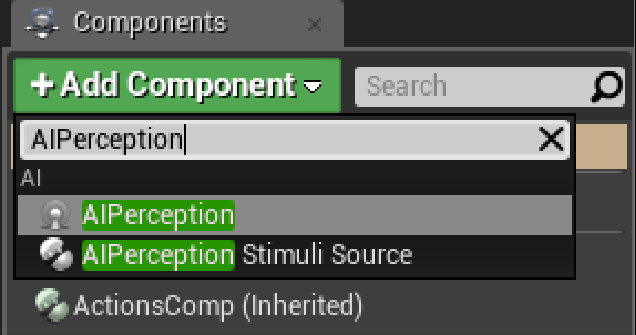 Components
+ Add Component
Search
AIPerception
AI
AIPerception
AIPerception Stimuli Source
ActionsComp (Inherited)